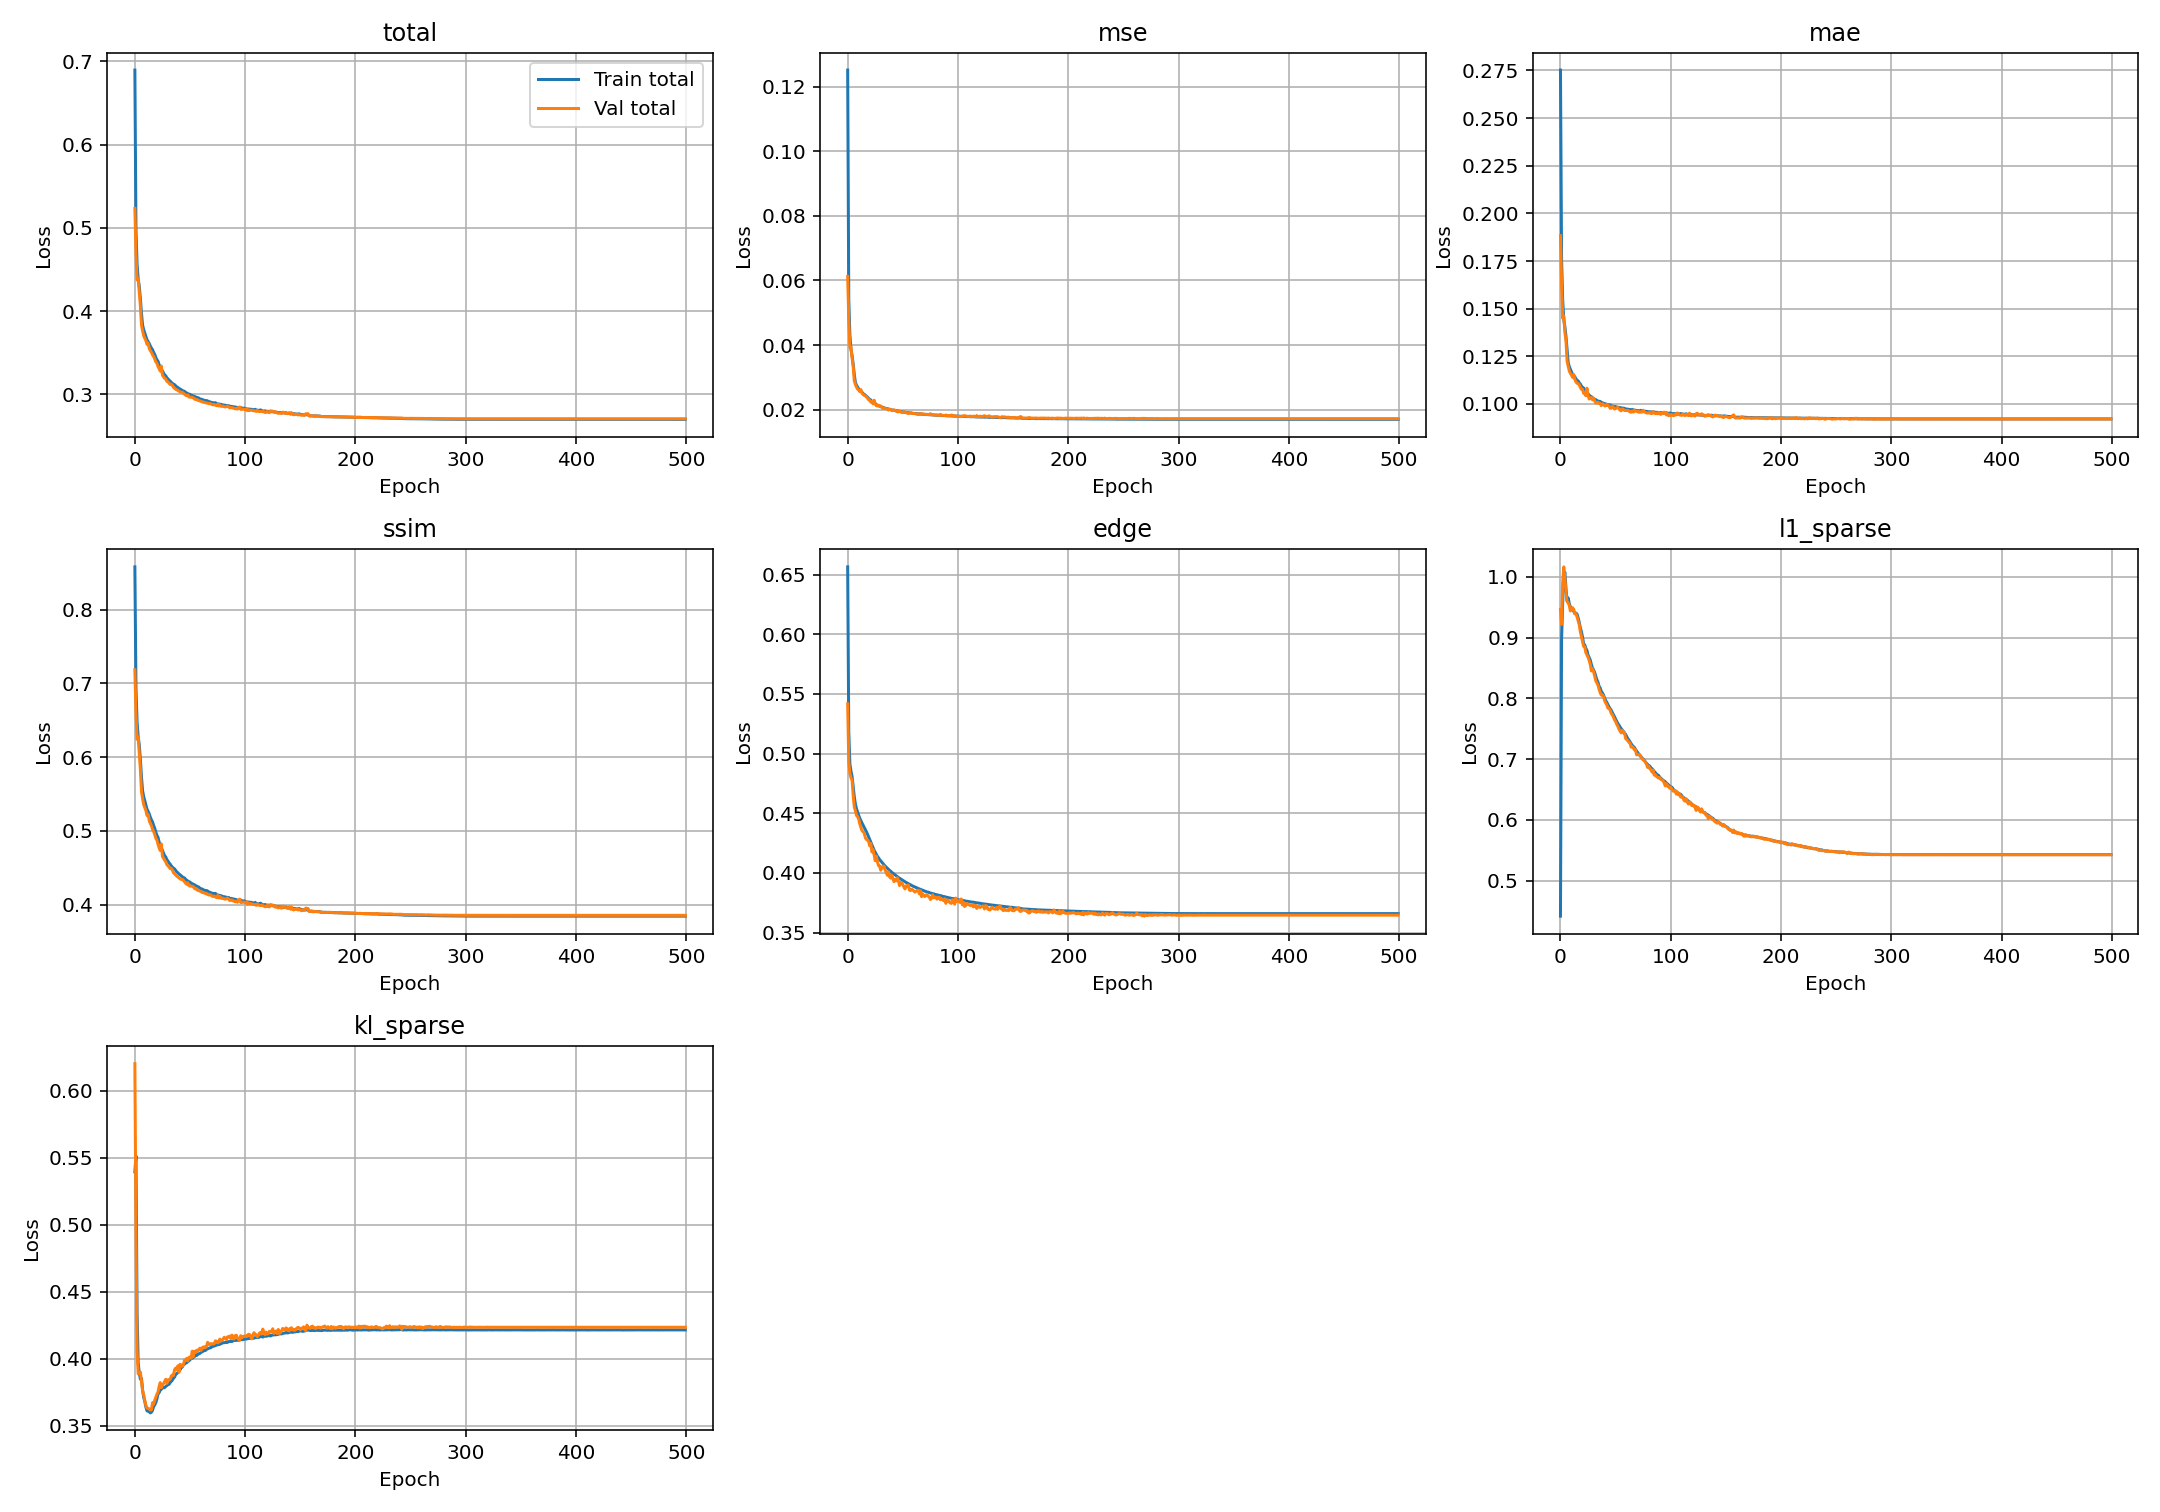 total
0.7
0.6
0.5
0.4
0.3
Loss
Train total
Val total
0 100 200 300 400 500
Epoch
mse
0.12
0.10
0.08
0.06
0.04
0.02
Loss
0 100 200 300 400 500
Epoch
mae
0.275
0.250
0.225
0.200
0.175
0.150
0.125
0.100
Loss
0 100 200 300 400 500
Epoch
ssim
0.8
0.7
0.6
0.5
0.4
Loss
0 100 200 300 400 500
Epoch
edge
0.65
0.60
0.55
0.50
0.45
0.40
0.35
Loss
0 100 200 300 400 500
Epoch
l1_sparse
1.0
0.9
0.8
0.7
0.6
0.5
Loss
0 100 200 300 400 500
Epoch
kl_sparse
0.60
0.55
0.50
0.45
0.40
0.35
Loss
0 100 200 300 400 500
Epoch